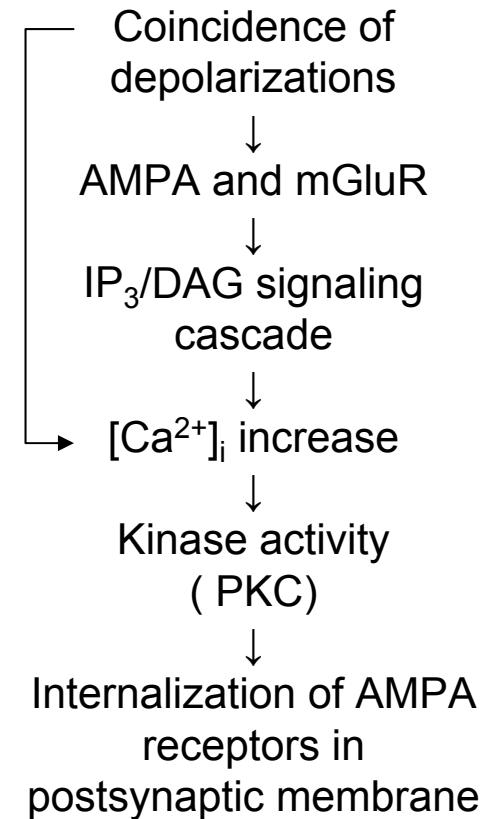 Coincidence of
depolarizations
↓
AMPA and mGluR
↓
IP₃/DAG signaling
cascade
↓
[Ca²⁺]ᵢ increase
↓
Kinase activity
( PKC)
↓
Internalization of AMPA
receptors in
postsynaptic membrane